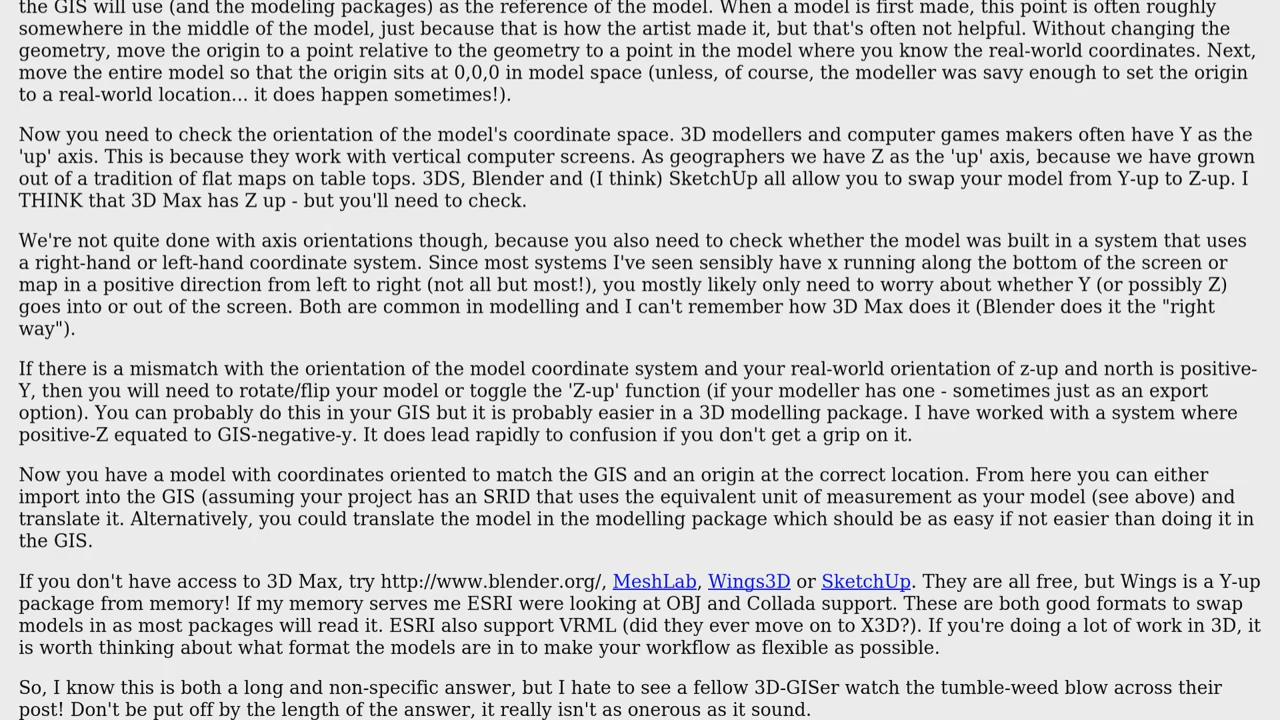 the GIS will use (and the modeling packages) as the reference of the model. When a model is first made, this point is often roughly
somewhere in the middle of the model, just because that is how the artist made it, but that's often not helpful. Without changing the
geometry, move the origin to a point relative to the geometry to a point in the model where you know the real-world coordinates. Next,
move the entire model so that the origin sits at 0,0,0 in model space (unless, of course, the modeller was savy enough to set the origin
to a real-world location... it does happen sometimes!).
Now you need to check the orientation of the model's coordinate space. 3D modellers and computer games makers often have Y as the
'up' axis. This is because they work with vertical computer screens. As geographers we have Z as the 'up' axis, because we have grown
out of a tradition of flat maps on table tops. 3DS, Blender and (I think) SketchUp all allow you to swap your model from Y-up to Z-up. I
THINK that 3D Max has Z up - but you'll need to check.
We're not quite done with axis orientations though, because you also need to check whether the model was built in a system that uses
a right-hand or left-hand coordinate system. Since most systems I've seen sensibly have x running along the bottom of the screen or
map in a positive direction from left to right (not all but most!), you mostly likely only need to worry about whether Y (or possibly Z)
goes into or out of the screen. Both are common in modelling and I can't remember how 3D Max does it (Blender does it the "right
way").
If there is a mismatch with the orientation of the model coordinate system and your real-world orientation of z-up and north is positive-
Y, then you will need to rotate/flip your model or toggle the 'Z-up' function (if your modeller has one - sometimes just as an export
option). You can probably do this in your GIS but it is probably easier in a 3D modelling package. I have worked with a system where
positive-Z equated to GIS-negative-y. It does lead rapidly to confusion if you don't get a grip on it.
Now you have a model with coordinates oriented to match the GIS and an origin at the correct location. From here you can either
import into the GIS (assuming your project has an SRID that uses the equivalent unit of measurement as your model (see above) and
translate it. Alternatively, you could translate the model in the modelling package which should be as easy if not easier than doing it in
the GIS.
If you don't have access to 3D Max, try http://www.blender.org/, MeshLab, Wings3D or SketchUp. They are all free, but Wings is a Y-up
package from memory! If my memory serves me ESRI were looking at OBJ and Collada support. These are both good formats to swap
models in as most packages will read it. ESRI also support VRML (did they ever move on to X3D?). If you're doing a lot of work in 3D, it
is worth thinking about what format the models are in to make your workflow as flexible as possible.
So, I know this is both a long and non-specific answer, but I hate to see a fellow 3D-GISer watch the tumble-weed blow across their
post! Don't be put off by the length of the answer, it really isn't as onerous as it sound.